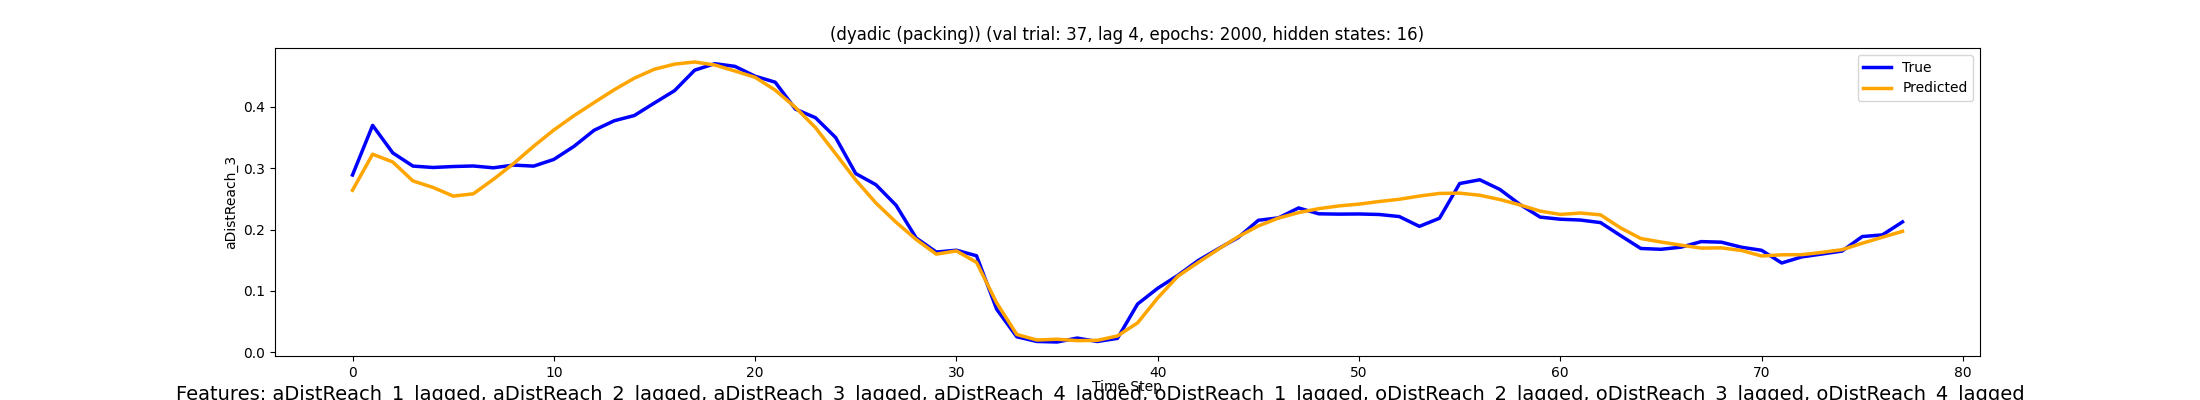 (dyadic (packing)) (val trial: 37, lag 4, epochs: 2000, hidden states: 16)
True
Predicted
aDistReach_3
0.4
0.3
0.2
0.1
0.0
0 10 20 30 40 50 60 70 80
Time Step
Features: aDistReach_1_lagged, aDistReach_2_lagged, aDistReach_3_lagged, aDistReach_4_lagged, oDistReach_1_lagged, oDistReach_2_lagged, oDistReach_3_lagged, oDistReach_4_lagged